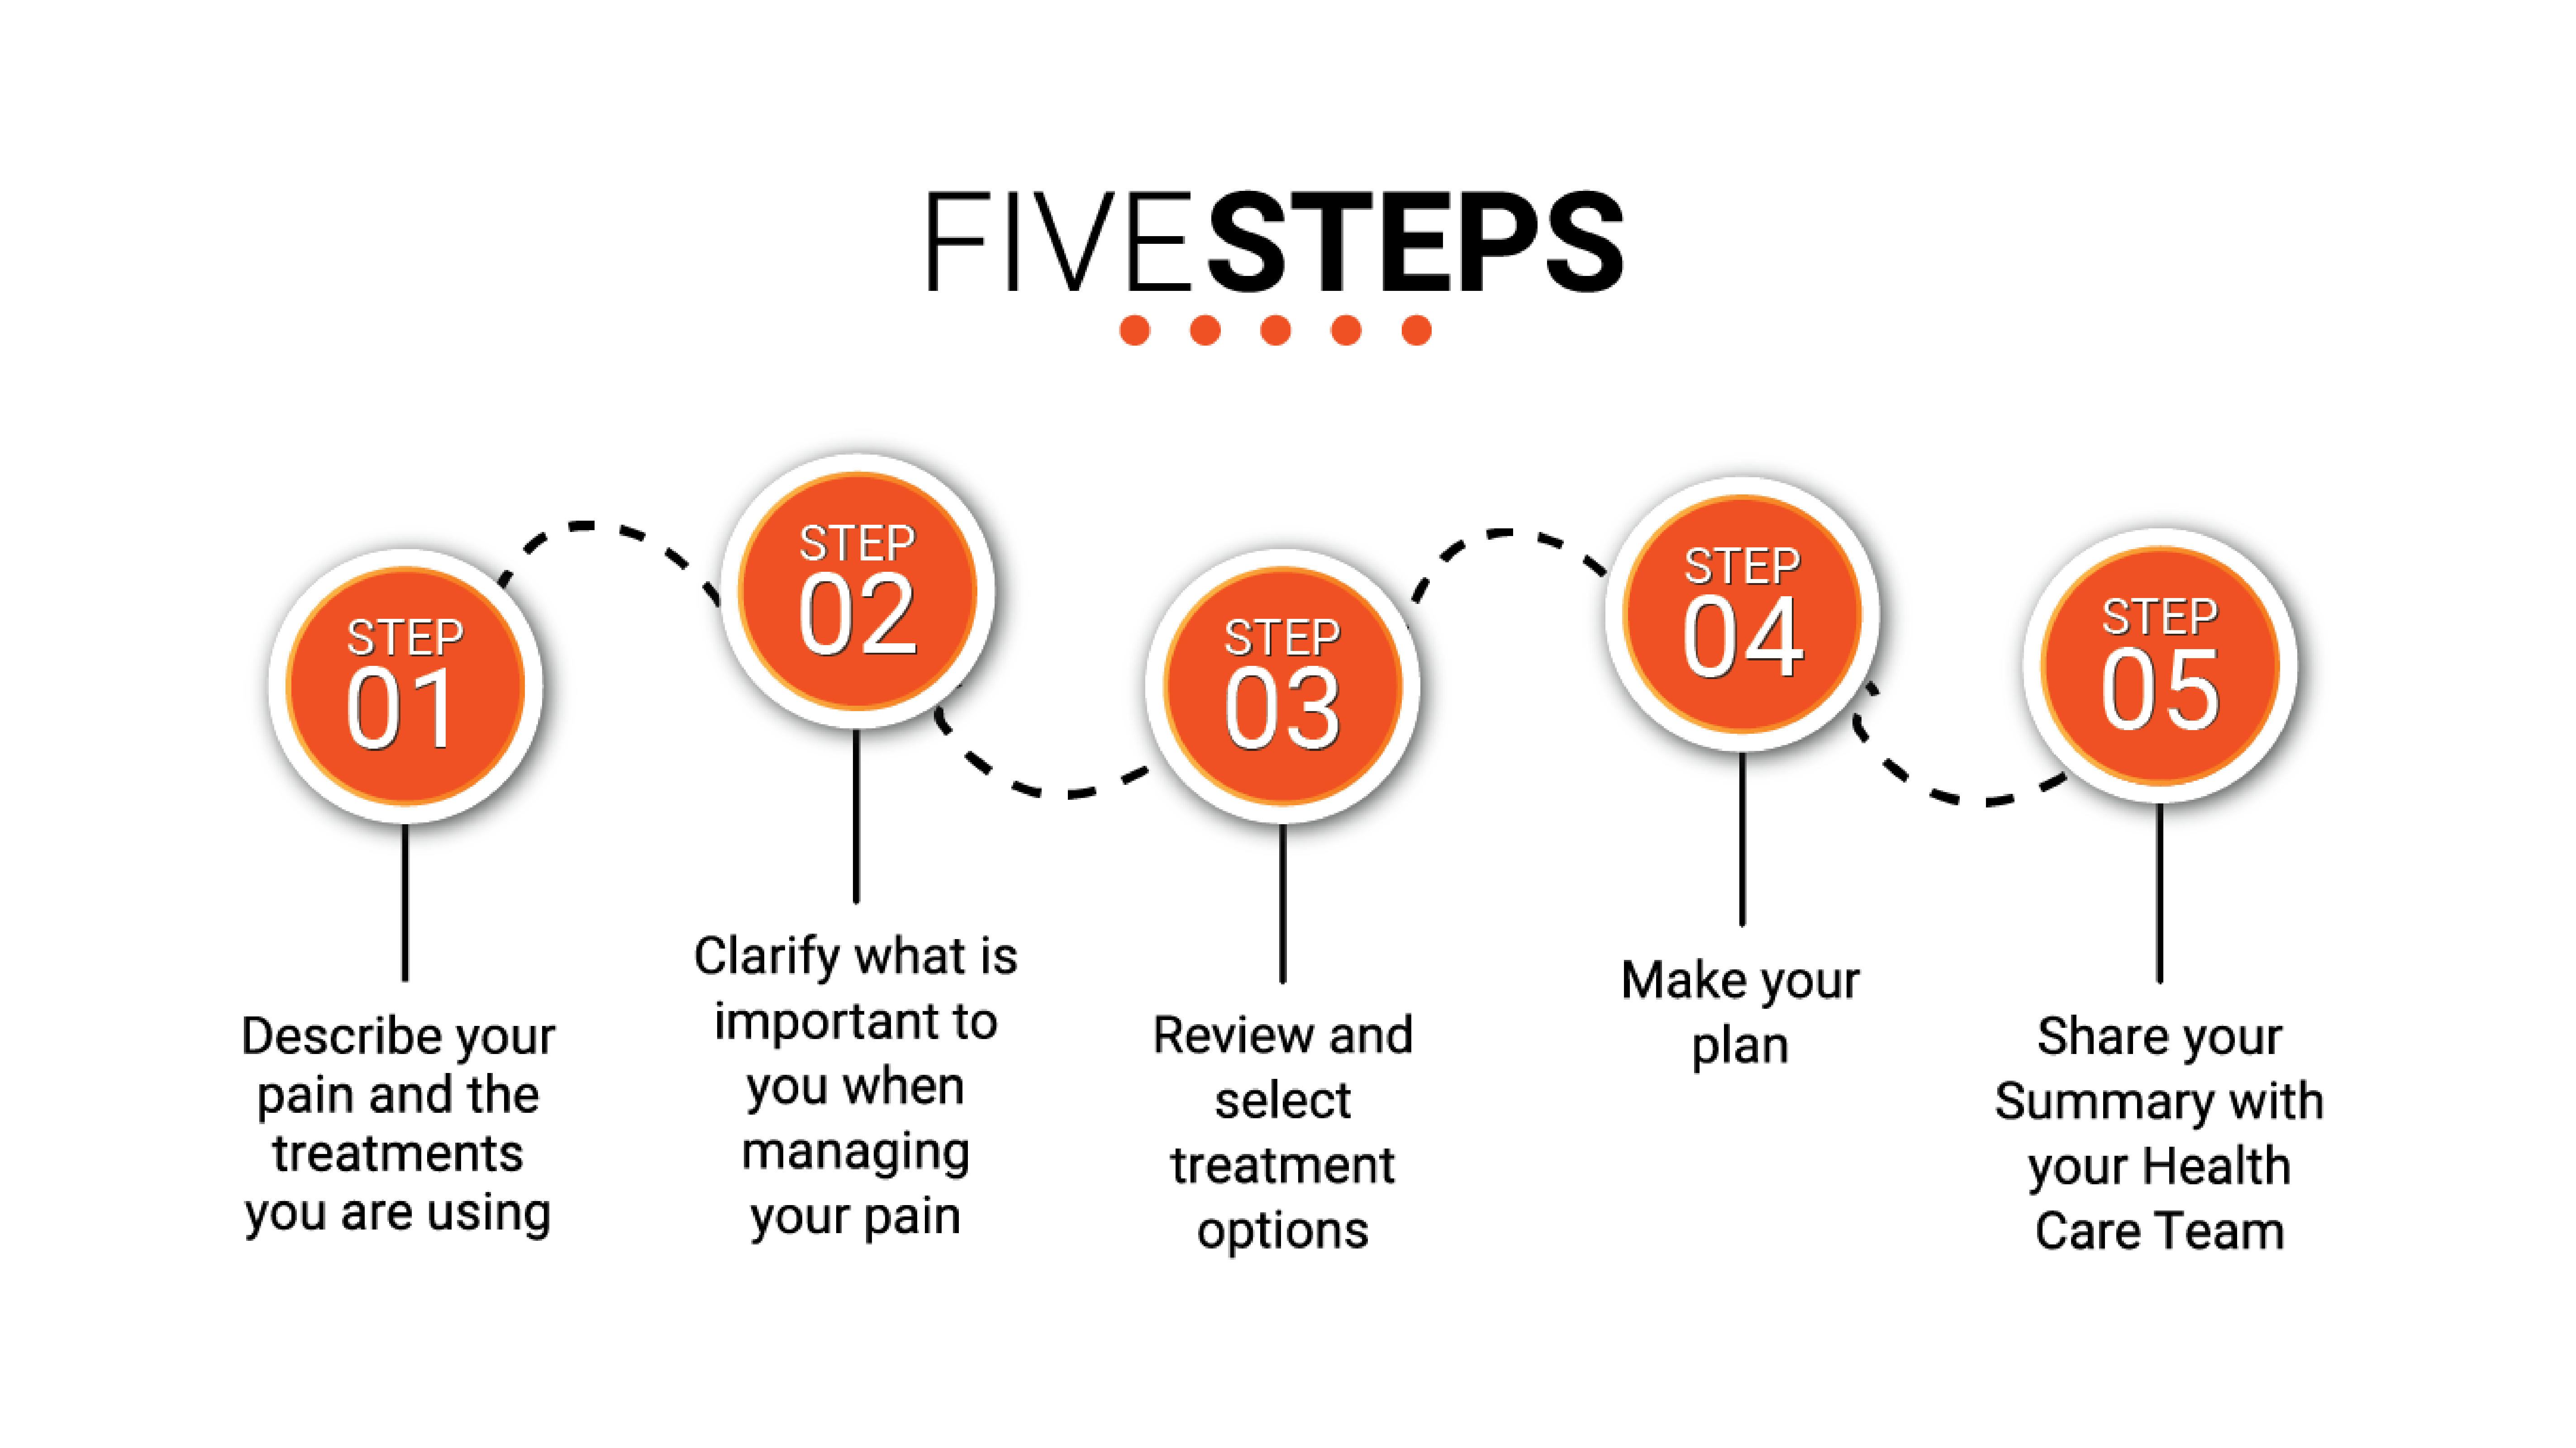 FIVESTEPS
STEP
01
Describe your
pain and the
treatments
you are using
STEP
02
Clarify what is
important to
you when
managing
your pain
STEP
03
Review and
select
treatment
options
STEP
04
Make your
plan
STEP
05
Share your
Summary with
your Health
Care Team